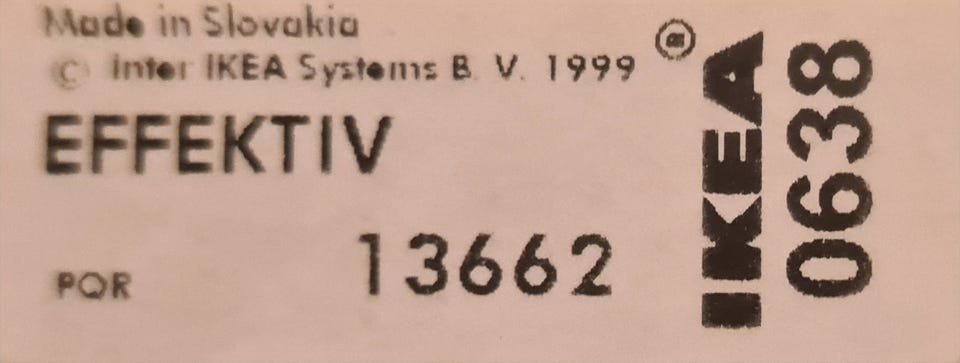 Made in Slovakia
© Inter IKEA Systems B. V. 1999
EFFEKTIV
PQR 13662
®
IKEA
0638